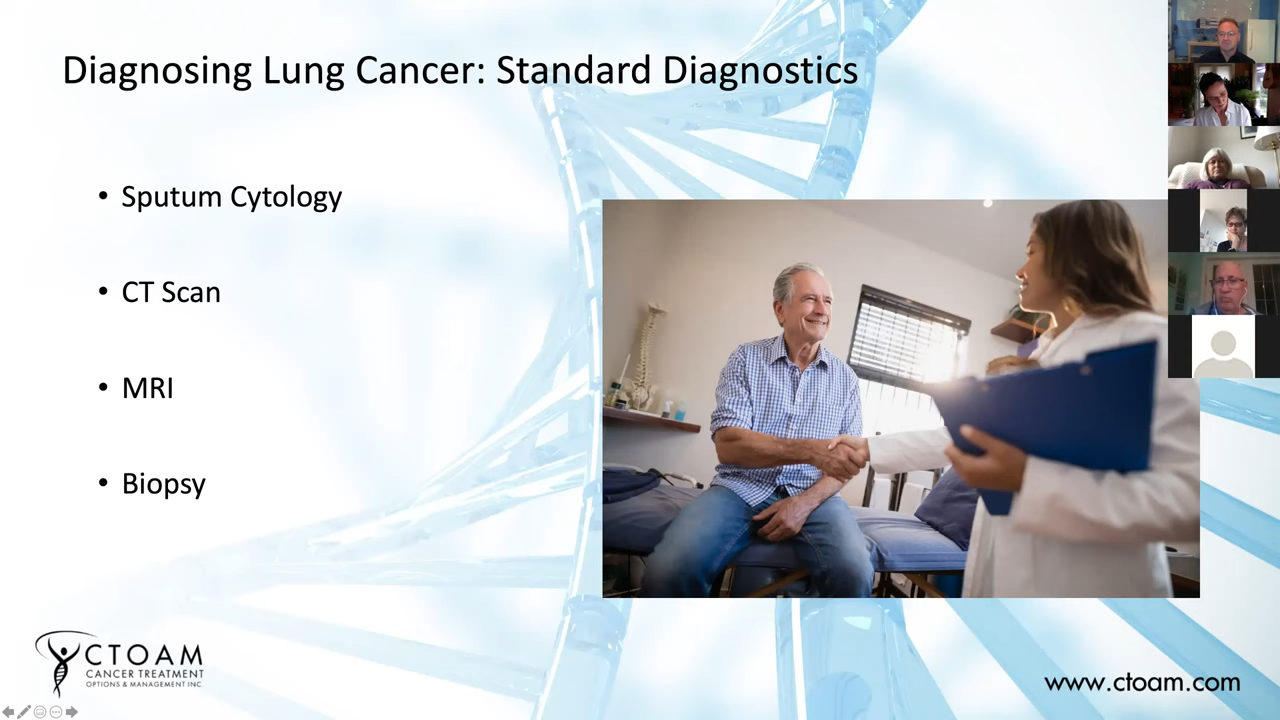 Diagnosing Lung Cancer: Standard Diagnostics
• Sputum Cytology
• CT Scan
• MRI
• Biopsy
CTOAM
CANCER TREATMENT
OPTIONS & MANAGEMENT INC.
www.ctoam.com